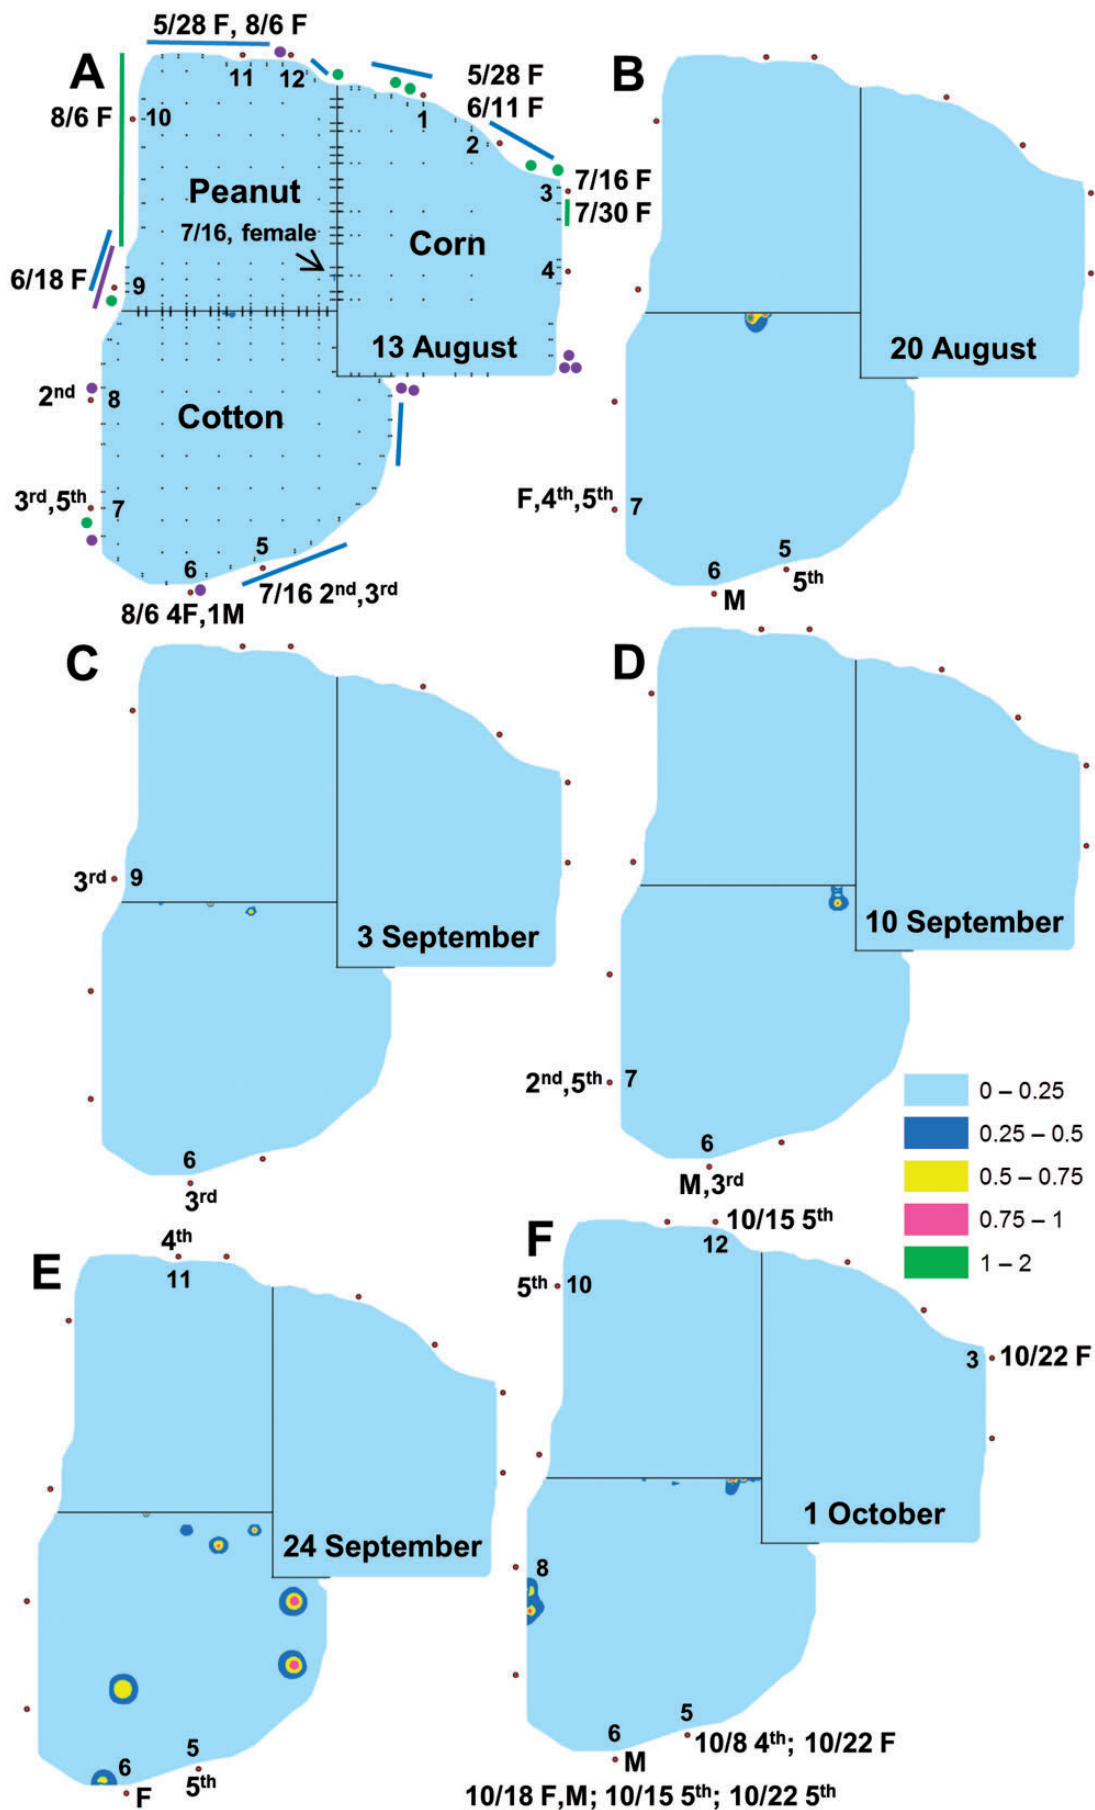 A
5/28 F, 8/6 F
11
12
8/6 F
10
5/28 F
6/11 F
1
2
3
7/16 F
7/30 F
Peanut
7/16, female
Corn
4
6/18 F
9
13 August
2nd
8
Cotton
3rd,5th
7
5
6
7/16 2nd,3rd
8/6 4F,1M
B
20 August
F,4th,5th
7
5
6
5th
M
C
3rd
9
3 September
6
3rd
D
10 September
2nd,5th
7
6
M,3rd
0 – 0.25
0.25 – 0.5
0.5 – 0.75
0.75 – 1
1 – 2
E
4th
11
24 September
5
6
5th
F
F
10/15 5th
12
5th
10
3
10/22 F
1 October
8
5
6
10/8 4th; 10/22 F
M
10/18 F,M; 10/15 5th; 10/22 5th